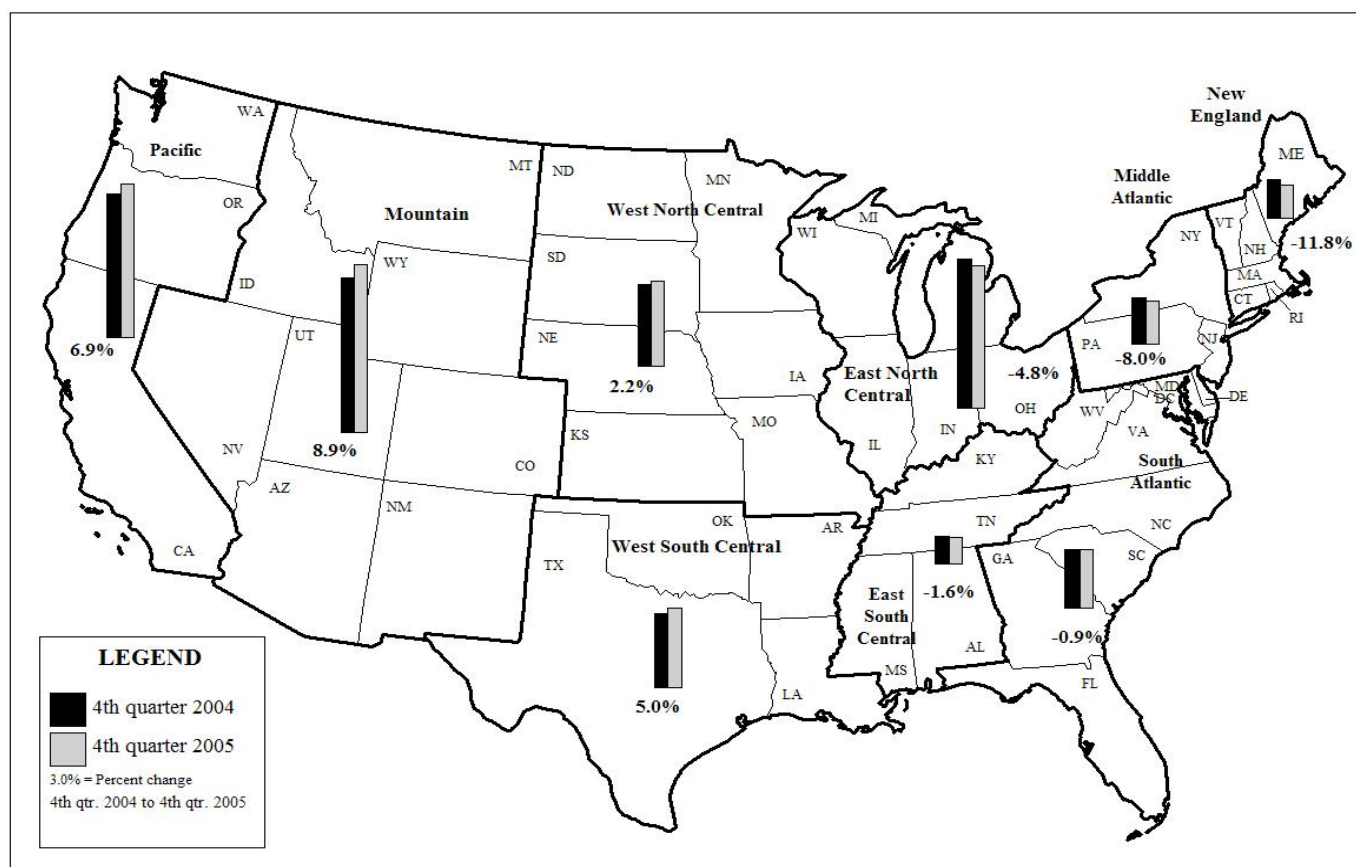 New
England
WA
ME
Pacific
Middle
Atlantic
MT
ND
MN
OR
West North Central
Mountain
MI
VT
NY
WI
NH
-11.8%
SD
WY
MA
ID
CT
RI
UT
NE
PA
NJ
6.9%
-8.0%
2.2%
East North
Central
-4.8%
IA
MD
DC
DE
OH
WV
MO
IN
IL
VA
KS
NV
8.9%
KY
CO
South
Atlantic
AZ
NM
OK
AR
TN
NC
CA
West South Central
GA
SC
TX
East
South
Central
-1.6%
-0.9%
AL
MS
FL
LA
5.0%
LEGEND
4th quarter 2004
4th quarter 2005
3.0% = Percent change
4th qtr. 2004 to 4th qtr. 2005